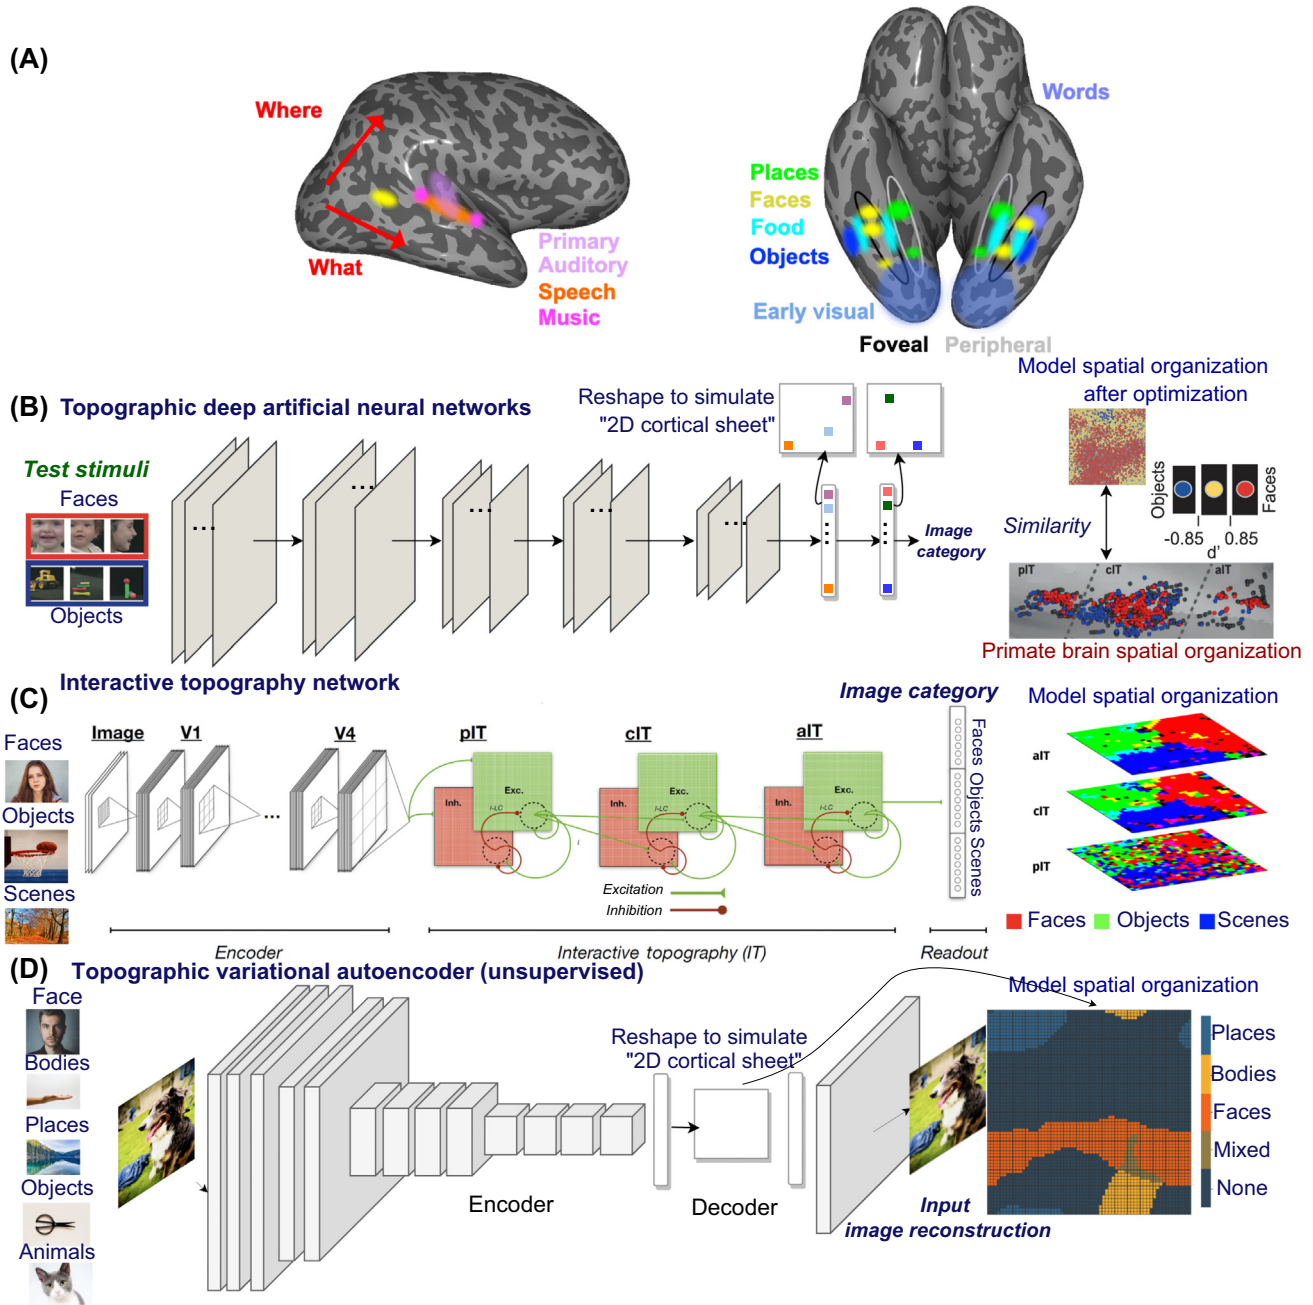 (A)
Where
What
Primary
Auditory
Speech
Music
Words
Places
Faces
Food
Objects
Early visual
Foveal Peripheral
(B) Topographic deep artificial neural networks
Test stimuli
Faces
Objects
...
...
...
...
...
Reshape to simulate
"2D cortical sheet"
Image
category
Model spatial organization
after optimization
Similarity
Objects
Faces
-0.85 0.85
d'
pIT cIT aIT
Primate brain spatial organization
(C) Interactive topography network
Faces
Objects
Scenes
Image V1 ... V4 pIT cIT aIT
Inh. Exc. I-LC
Inh. Exc. I-LC
Inh. Exc. I-LC
Excitation
Inhibition
Encoder Interactive topography (IT) Readout
Image category
Faces Objects Scenes
Model spatial organization
aIT
cIT
pIT
Faces Objects Scenes
(D) Topographic variational autoencoder (unsupervised)
Face
Bodies
Places
Objects
Animals
Encoder
Reshape to simulate
"2D cortical sheet"
Decoder
Input
image reconstruction
Model spatial organization
Places
Bodies
Faces
Mixed
None